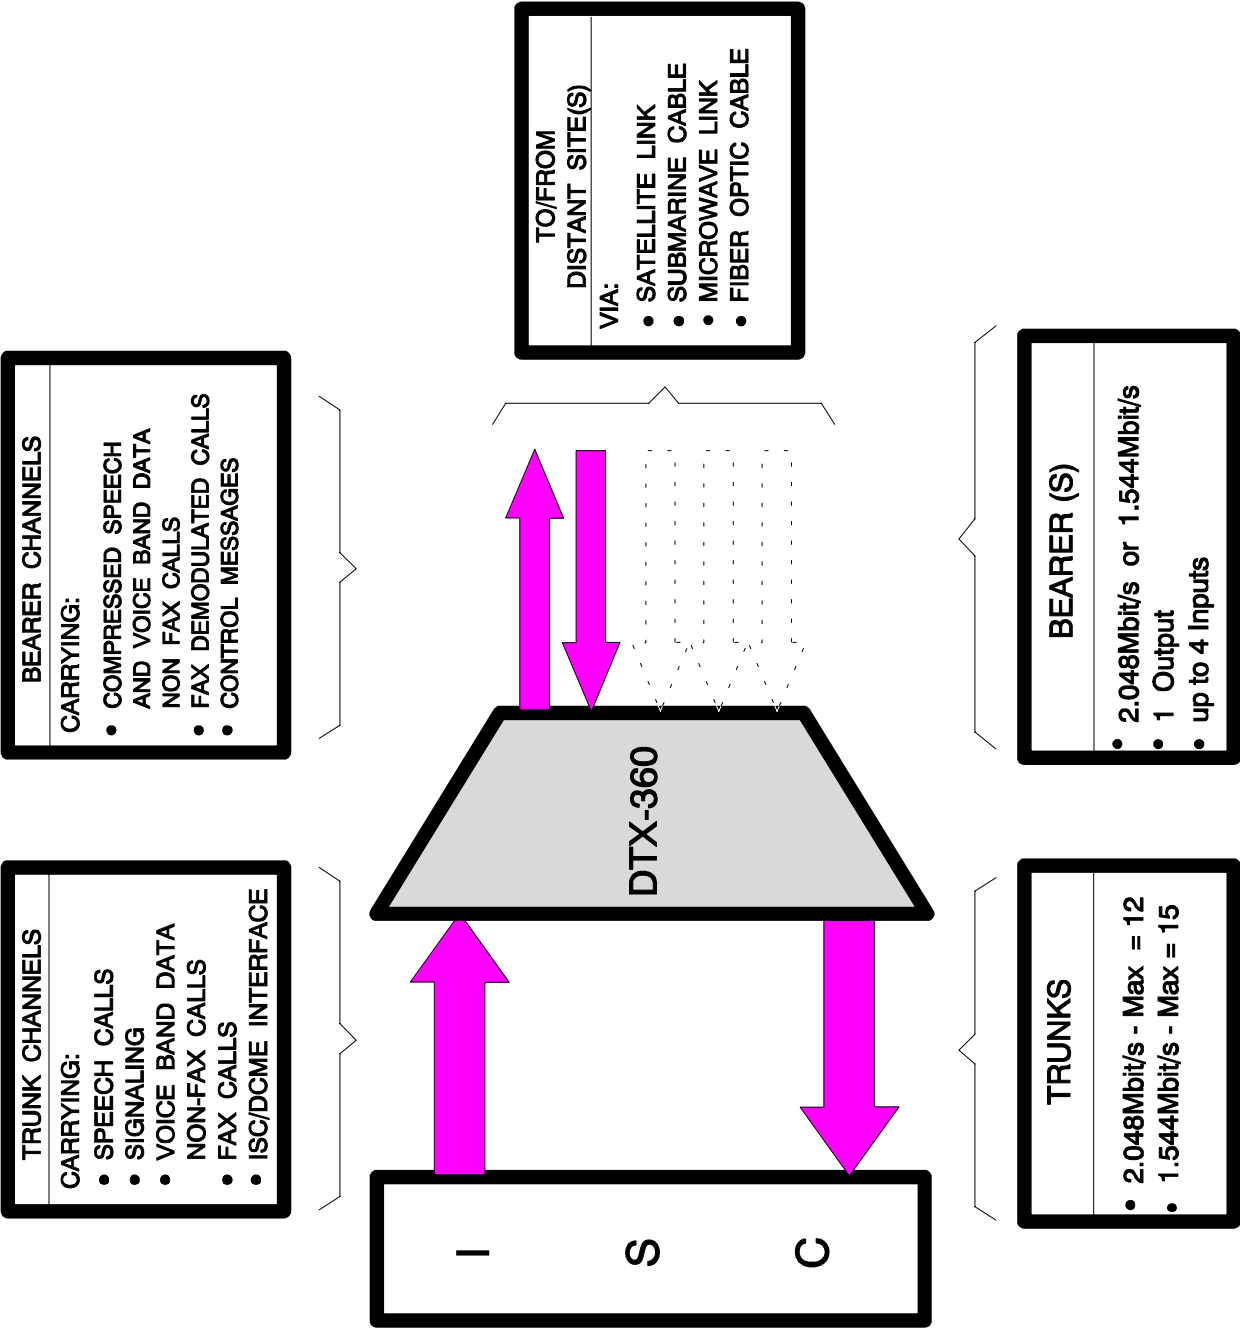 TRUNK CHANNELS
CARRYING:
• SPEECH CALLS
• SIGNALING
• VOICE BAND DATA
NON-FAX CALLS
• FAX CALLS
• ISC/DCME INTERFACE
BEARER CHANNELS
CARRYING:
• COMPRESSED SPEECH
AND VOICE BAND DATA
NON FAX CALLS
• FAX DEMODULATED CALLS
• CONTROL MESSAGES
I
S
C
DTX-360
TO/FROM
DISTANT SITE(S)
VIA:
• SATELLITE LINK
• SUBMARINE CABLE
• MICROWAVE LINK
• FIBER OPTIC CABLE
TRUNKS
• 2.048Mbit/s - Max = 12
• 1.544Mbit/s - Max = 15
BEARER (S)
• 2.048Mbit/s or 1.544Mbit/s
• 1 Output
• up to 4 Inputs